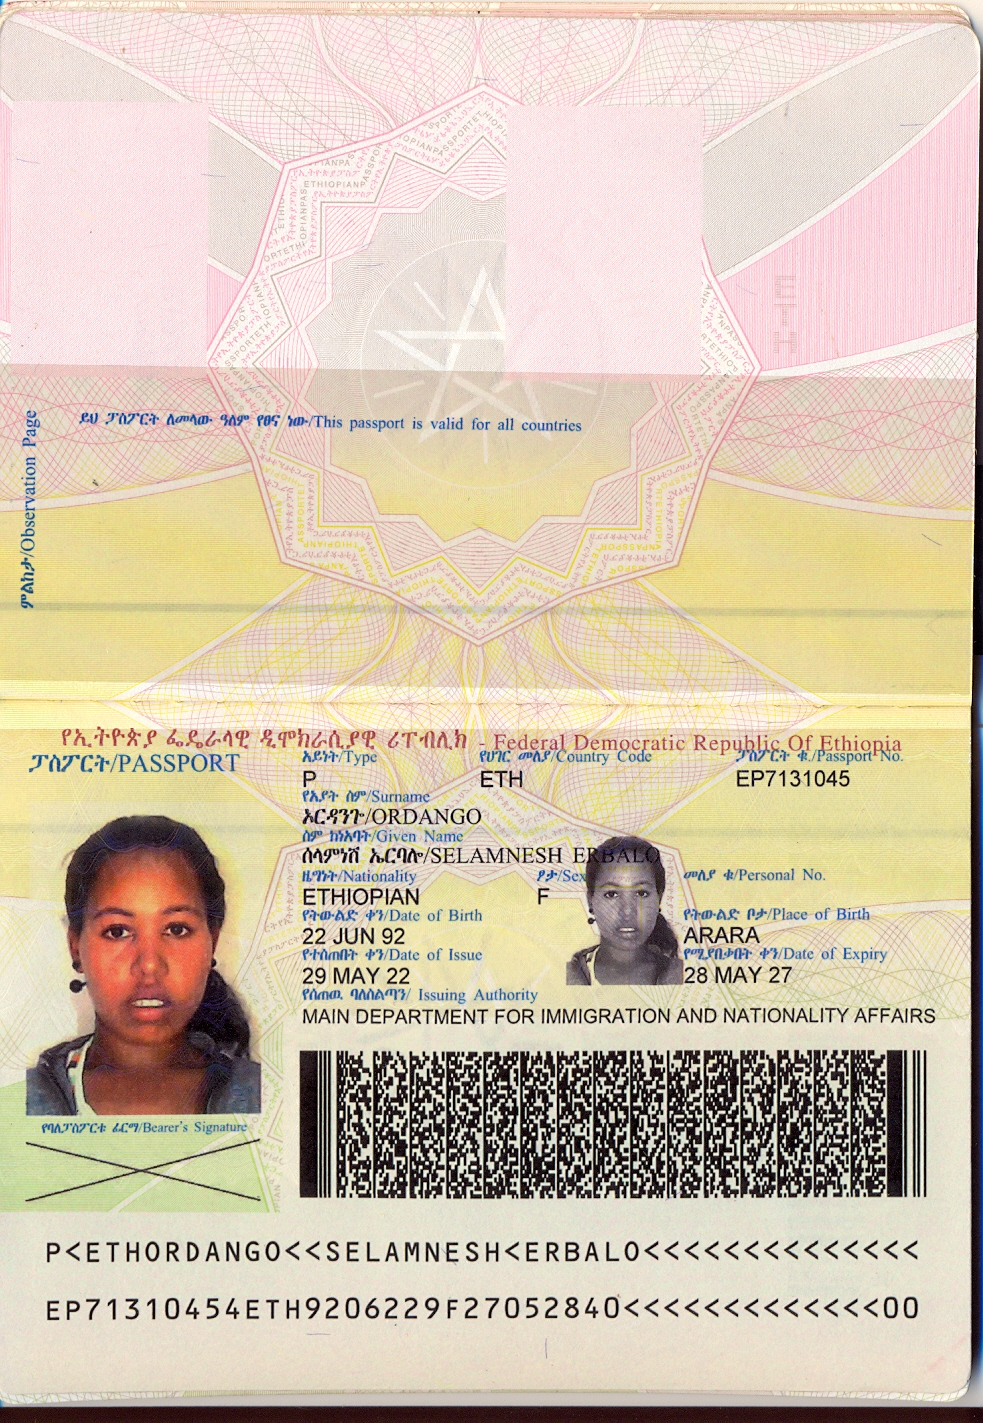 ምልከታ/Observation Page
ይህ ፓስፖርት ለመላው ዓለም የፀና ነው/This passport is valid for all countries
የኢትዮጵያ ፌዴራላዊ ዲሞክራሲያዊ ሪፐብሊክ - Federal Democratic Republic Of Ethiopia
ፓስፖርት/PASSPORT
አይነት/Type የሀገር መለያ/Country Code ፓስፖርት ቁ./Passport No.
P ETH EP7131045
የአያት ስም/Surname
ኦርዳንጐ/ORDANGO
ስም ከነአባት/Given Name
ሰላምነሽ ኤርባሎ/SELAMNESH ERBALO
ዜግነት/Nationality ፆታ/Sex መለያ ቁ/Personal No.
ETHIOPIAN F
የትውልድ ቀን/Date of Birth የትውልድ ቦታ/Place of Birth
22 JUN 92 ARARA
የተሰጠበት ቀን/Date of Issue የሚያበቃበት ቀን/Date of Expiry
29 MAY 22 28 MAY 27
የሰጠው ባለስልጣን/ Issuing Authority
MAIN DEPARTMENT FOR IMMIGRATION AND NATIONALITY AFFAIRS
የባለፓስፖርቱ ፊርማ/Bearer's Signature
P<ETHORDANGO<<SELAMNESH<ERBALO<<<<<<<<<<<<<<
EP71310454ETH9206229F27052840<<<<<<<<<<<<<00